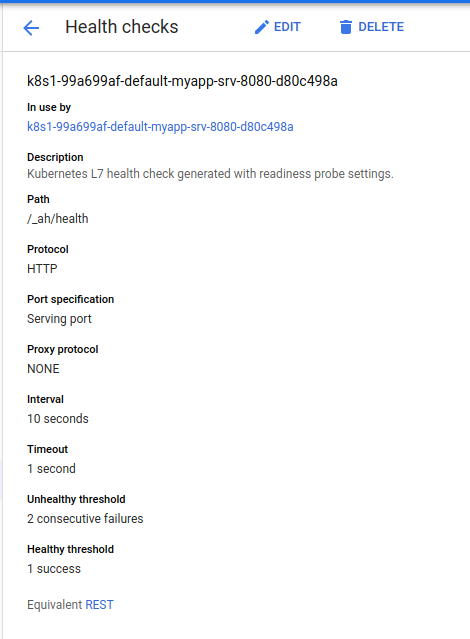 Health checks
EDIT
DELETE
k8s1-99a699af-default-myapp-srv-8080-d80c498a
In use by
k8s1-99a699af-default-myapp-srv-8080-d80c498a
Description
Kubernetes L7 health check generated with readiness probe settings.
Path
/_ah/health
Protocol
HTTP
Port specification
Serving port
Proxy protocol
NONE
Interval
10 seconds
Timeout
1 second
Unhealthy threshold
2 consecutive failures
Healthy threshold
1 success
Equivalent REST